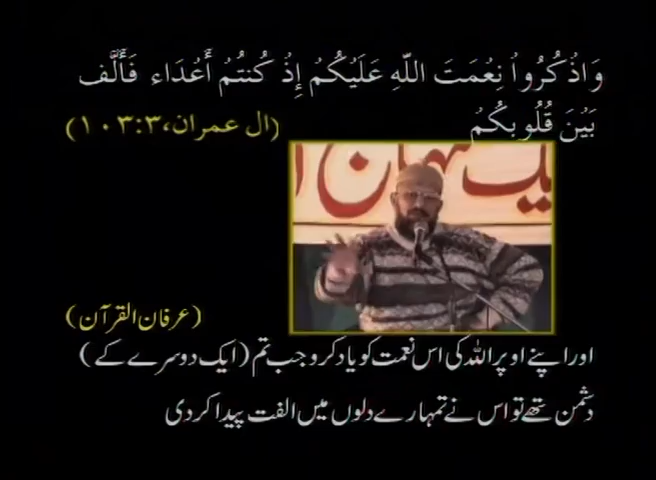 وَاذْكُرُواْ نِعْمَتَ اللّهِ عَلَيْكُمْ إِذْ كُنتُمْ أَعْدَاء فَأَلَّفَ
بَيْنَ قُلُوبِكُمْ
(ال عمران،۱۰۳:۳)
(عرفان القرآن)
اور اپنے اوپر اللہ کی اس نعمت کو یاد کرو جب تم (ایک دوسرے کے)
دشمن تھے تو اس نے تمہارے دلوں میں الفت پیدا کردی